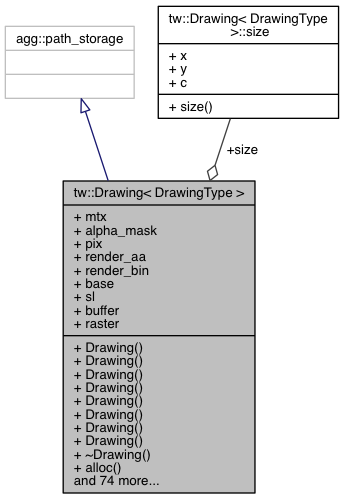 agg::path_storage
tw::Drawing< DrawingType
>::size
+ x
+ y
+ c
+ size()
+size
tw::Drawing< DrawingType >
+ mtx
+ alpha_mask
+ pix
+ render_aa
+ render_bin
+ base
+ sl
+ buffer
+ raster
+ Drawing()
+ Drawing()
+ Drawing()
+ Drawing()
+ Drawing()
+ Drawing()
+ Drawing()
+ Drawing()
+ ~Drawing()
+ alloc()
and 74 more...